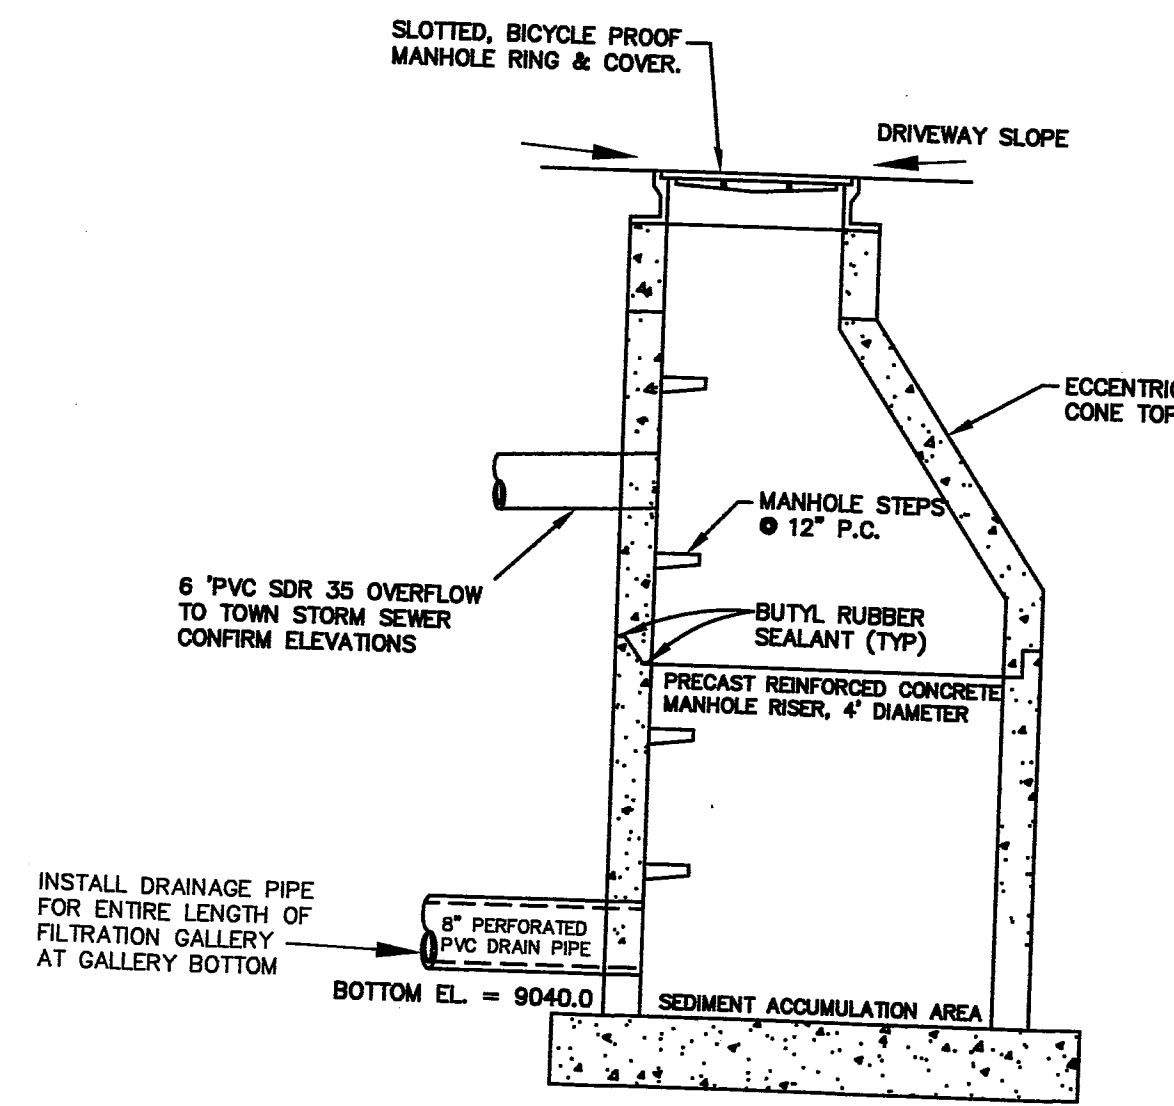 SLOTTED, BICYCLE PROOF
MANHOLE RING & COVER.
DRIVEWAY SLOPE
CONE
MANHOLE STEPS
@ 12" P.C.
6 'PVC SDR 35 OVERFLOW
TO TOWN STORM SEWER
CONFIRM ELEVATIONS
BUTYL RUBBER
SEALANT (TYP)
PRECAST REINFORCED CONCRETE
MANHOLE RISER, 4' DIAMETER
INSTALL DRAINAGE PIPE
FOR ENTIRE LENGTH OF
FILTRATION GALLERY
AT GALLERY BOTTOM
8" PERFORATED
PVC DRAIN PIPE
BOTTOM EL. = 9040.0
SEDIMENT ACCUMULATION AREA